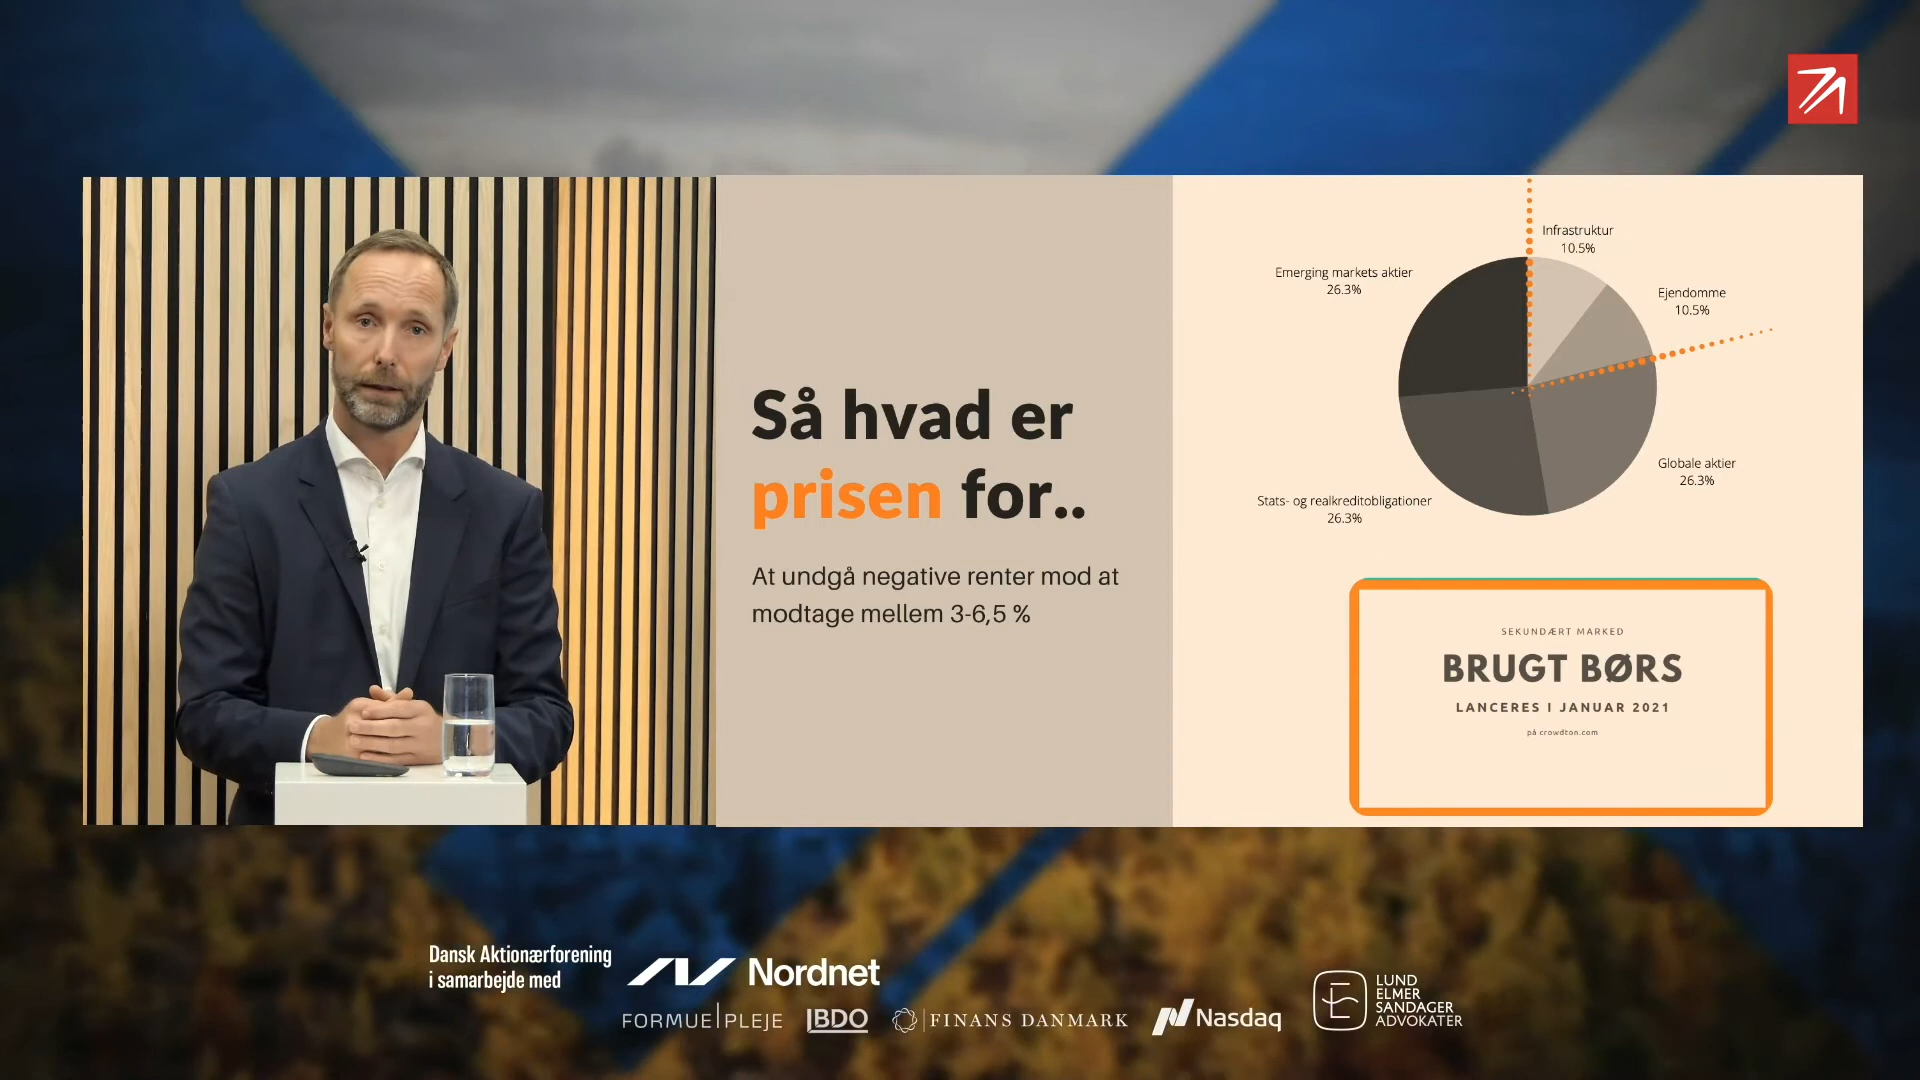 Så hvad er
prisen for..
At undgå negative renter mod at
modtage mellem 3-6,5 %
Infrastruktur
10.5%
Emerging markets aktier
26.3%
Ejendomme
10.5%
Globale aktier
26.3%
Stats- og realkreditobligationer
26.3%
SEKUNDÆRT MARKED
BRUGT BØRS
LANCERES I JANUAR 2021
på crowdton.com
Dansk Aktionærforening
i samarbejde med
Nordnet
FORMUE|PLEJE
BDO
FINANS DANMARK
Nasdaq
LUND
ELMER
SANDAGER
ADVOKATER